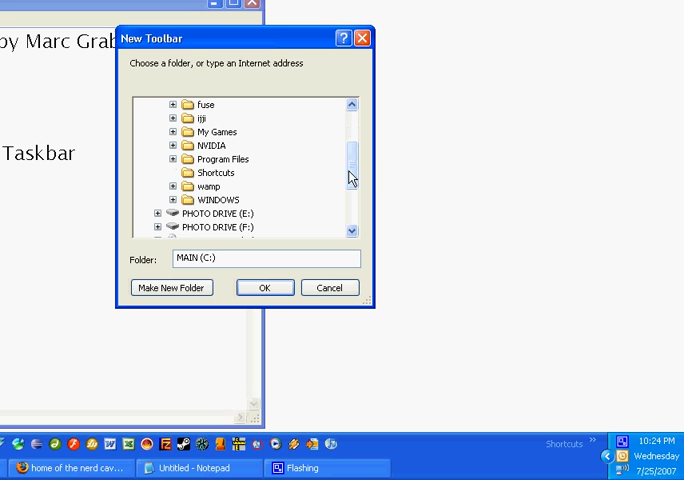 by Marc Grab
New Toolbar
Choose a folder, or type an Internet address
fuse
ijji
My Games
NVIDIA
Taskbar
Program Files
Shortcuts
wamp
WINDOWS
PHOTO DRIVE (E:)
PHOTO DRIVE (F:)
Folder: MAIN (C:)
Make New Folder OK Cancel
Shortcuts » 10:24 PM
home of the nerd cav... Untitled - Notepad Flashing Wednesday
7/25/2007